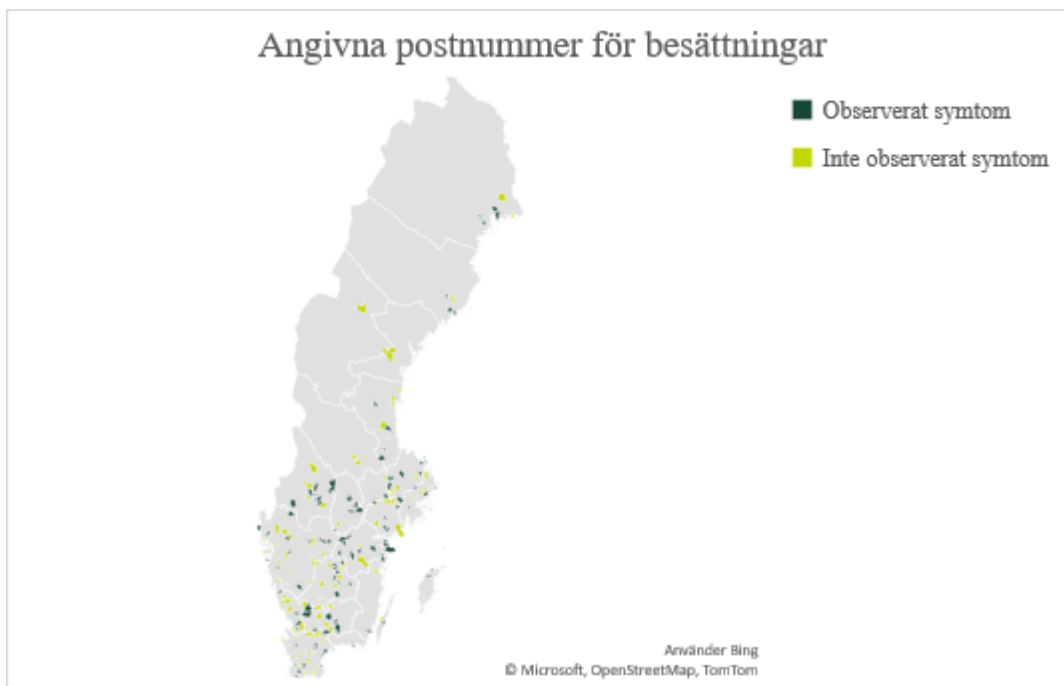 Angivna postnummer för besättningar
Observerat symtom
Inte observerat symtom
Använder Bing
© Microsoft, OpenStreetMap, TomTom